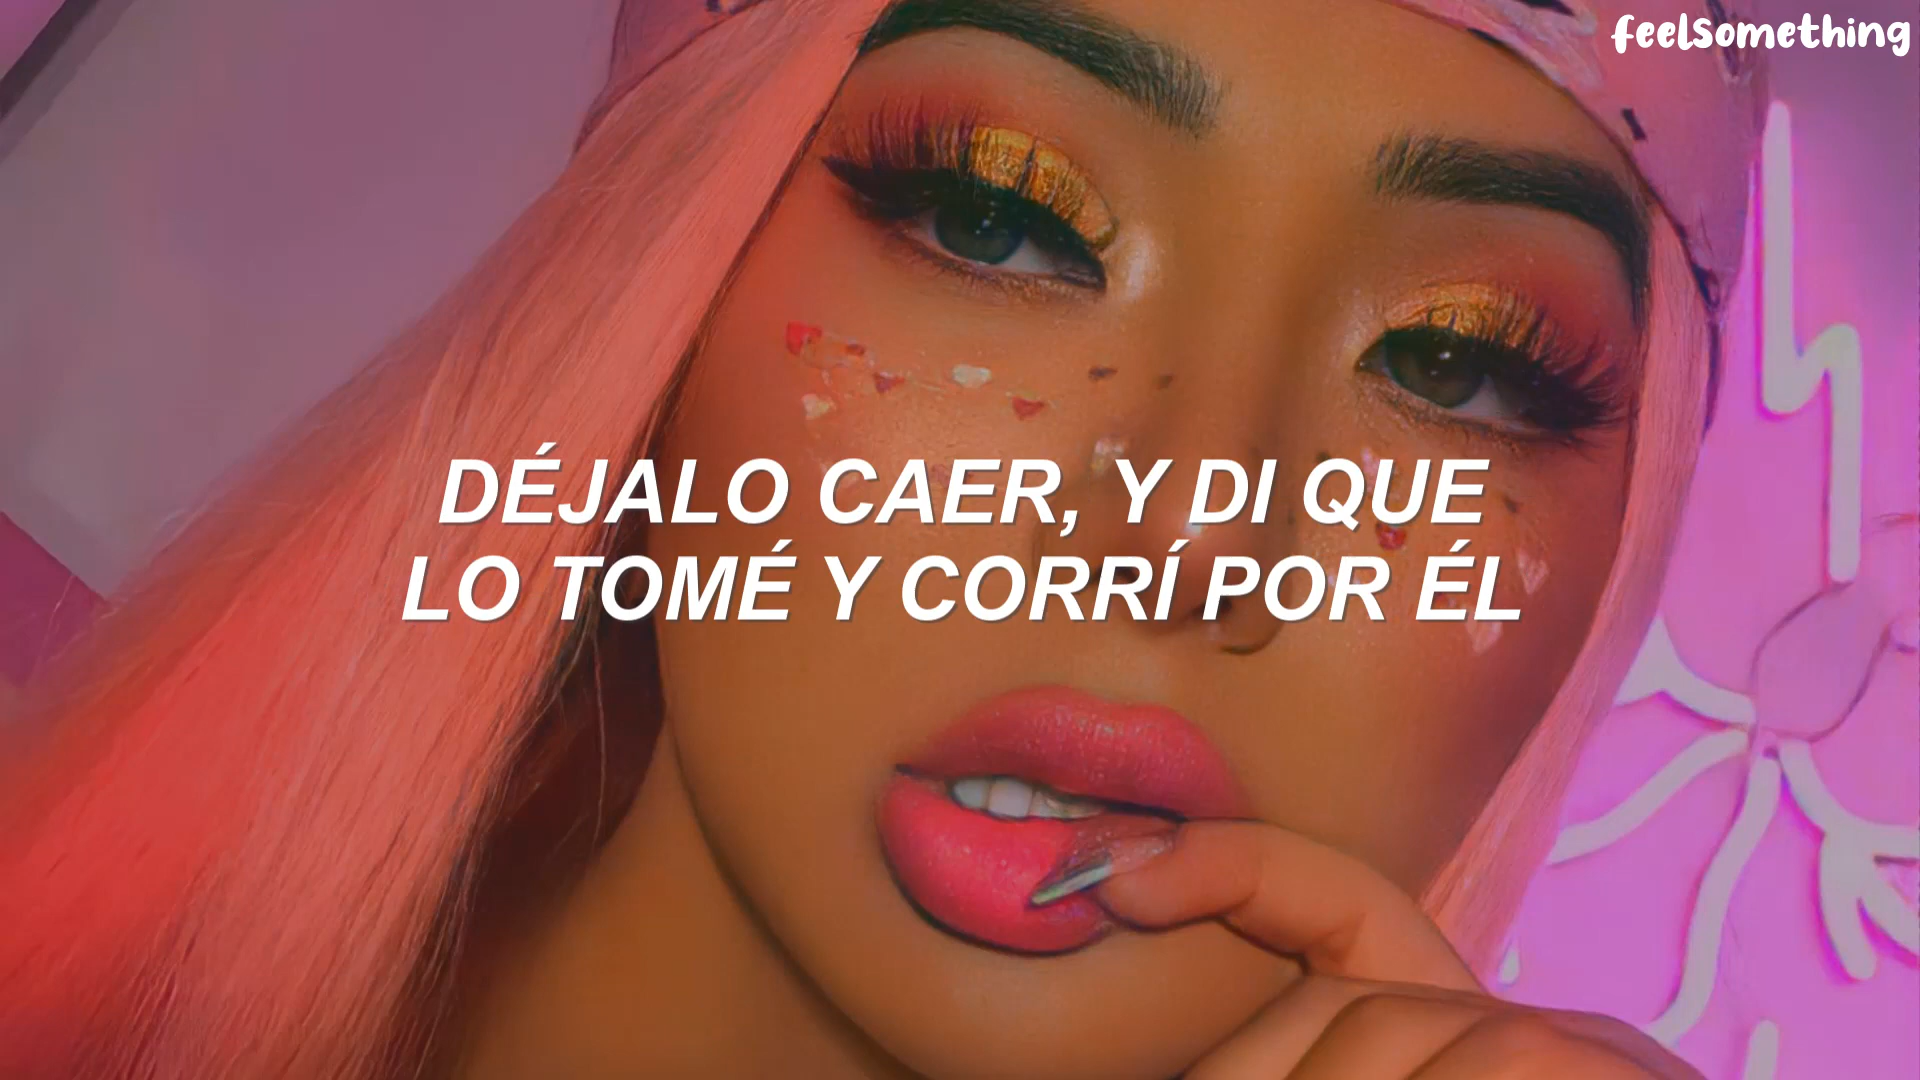 feelsomething
DÉJALO CAER, Y DI QUE
LO TOMÉ Y CORRÍ POR ÉL